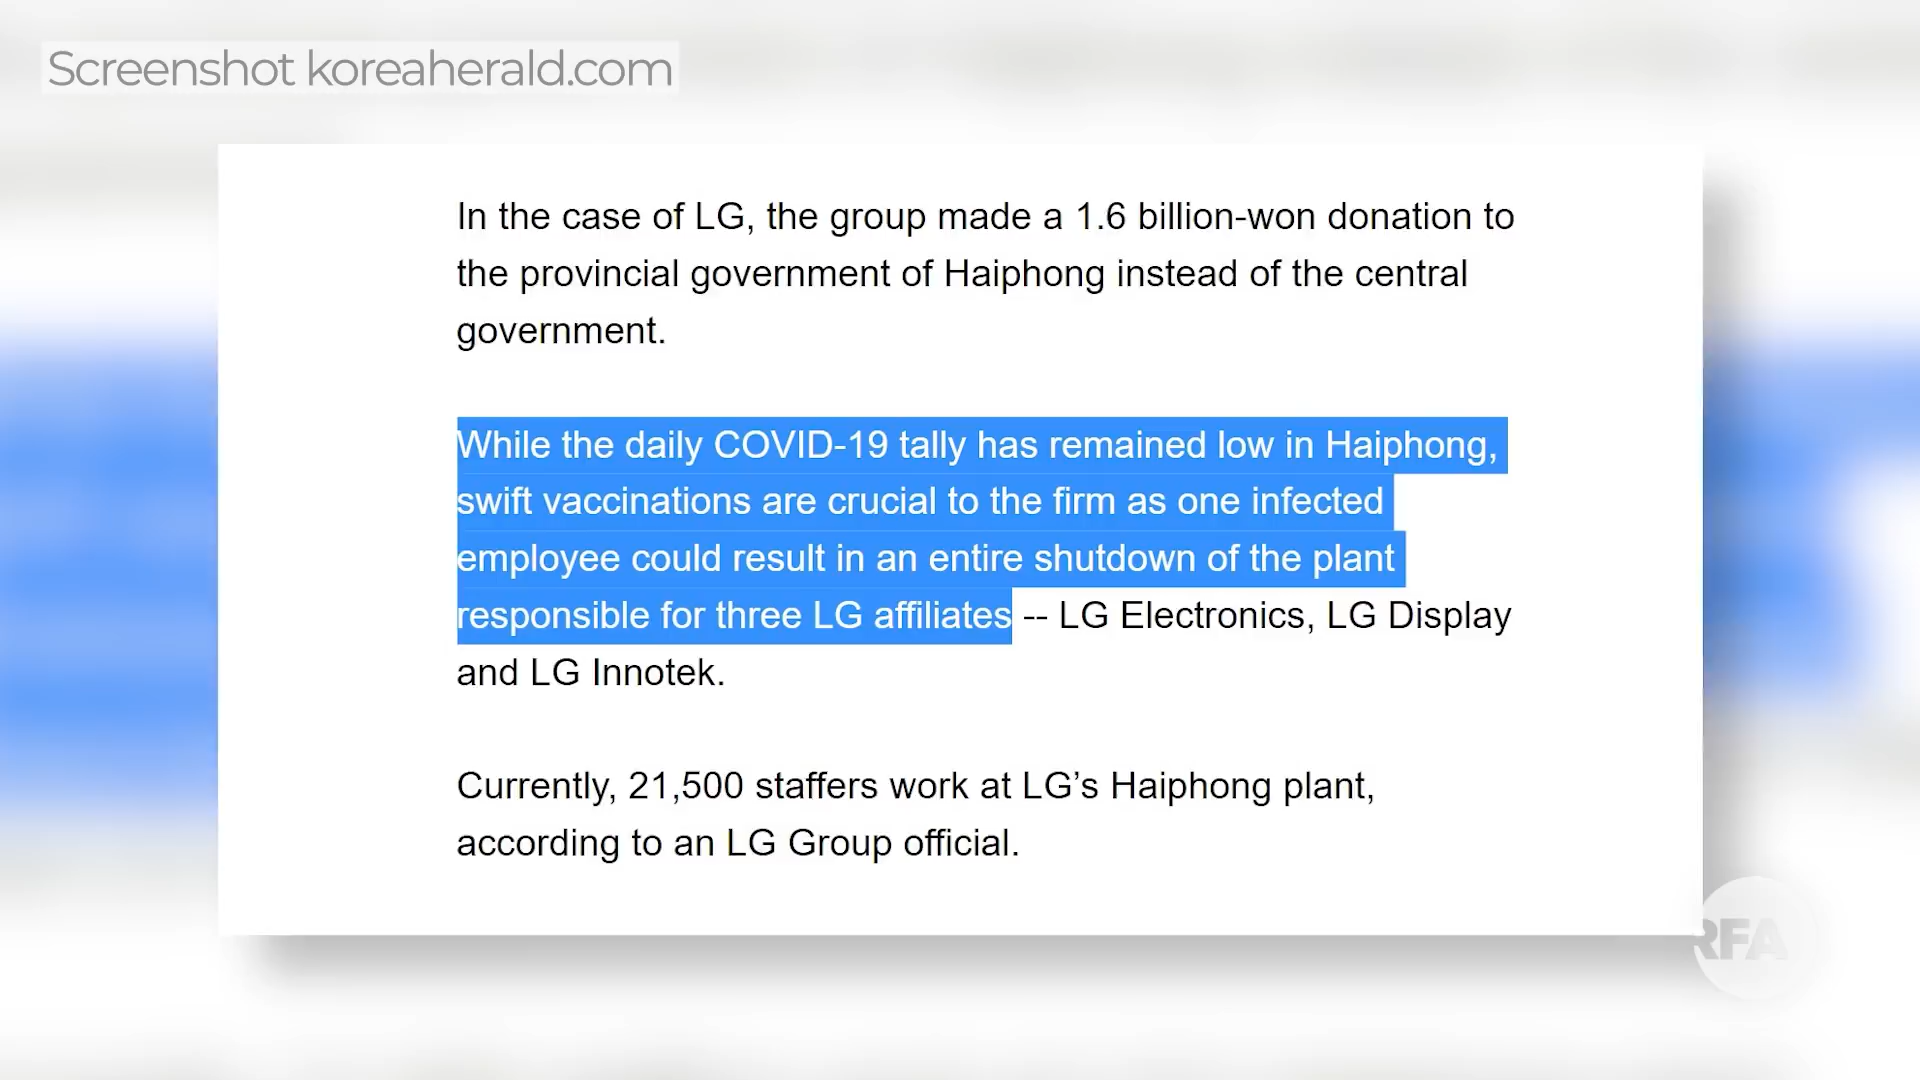 Screenshot koreaherald.com
In the case of LG, the group made a 1.6 billion-won donation to
the provincial government of Haiphong instead of the central
government.
While the daily COVID-19 tally has remained low in Haiphong,
swift vaccinations are crucial to the firm as one infected
employee could result in an entire shutdown of the plant
responsible for three LG affiliates -- LG Electronics, LG Display
and LG Innotek.
Currently, 21,500 staffers work at LG’s Haiphong plant,
according to an LG Group official.
RFA